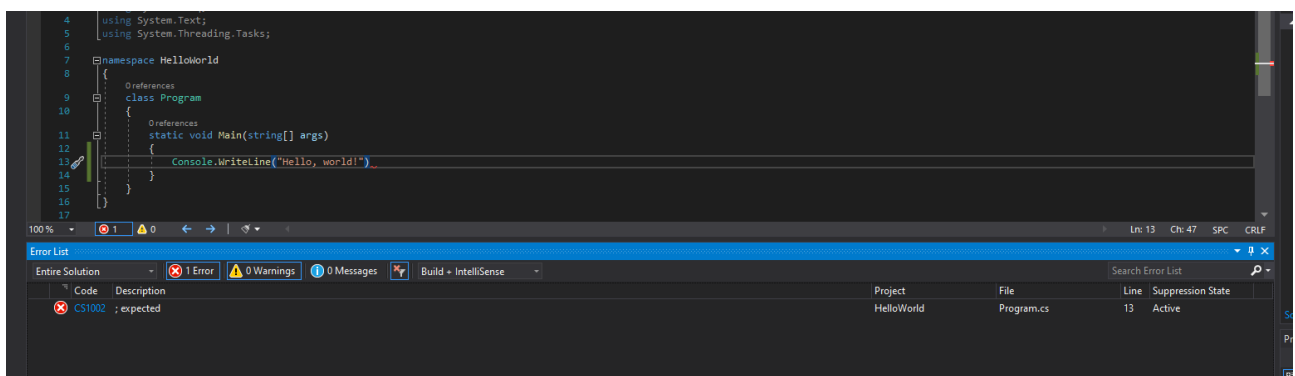 4 using System.Text;
5 using System.Threading.Tasks;
6
7 namespace HelloWorld
8 {
0 references
9 class Program
10 {
0 references
11 static void Main(string[] args)
12 {
13 Console.WriteLine("Hello, world!")
14 }
15 }
16 }
17
100 % 1 0 Ln: 13 Ch: 47 SPC CRLF
Error List
Entire Solution 1 Error 0 Warnings 0 Messages Build + IntelliSense Search Error List
Code Description Project File Line Suppression State
CS1002 ; expected HelloWorld Program.cs 13 Active